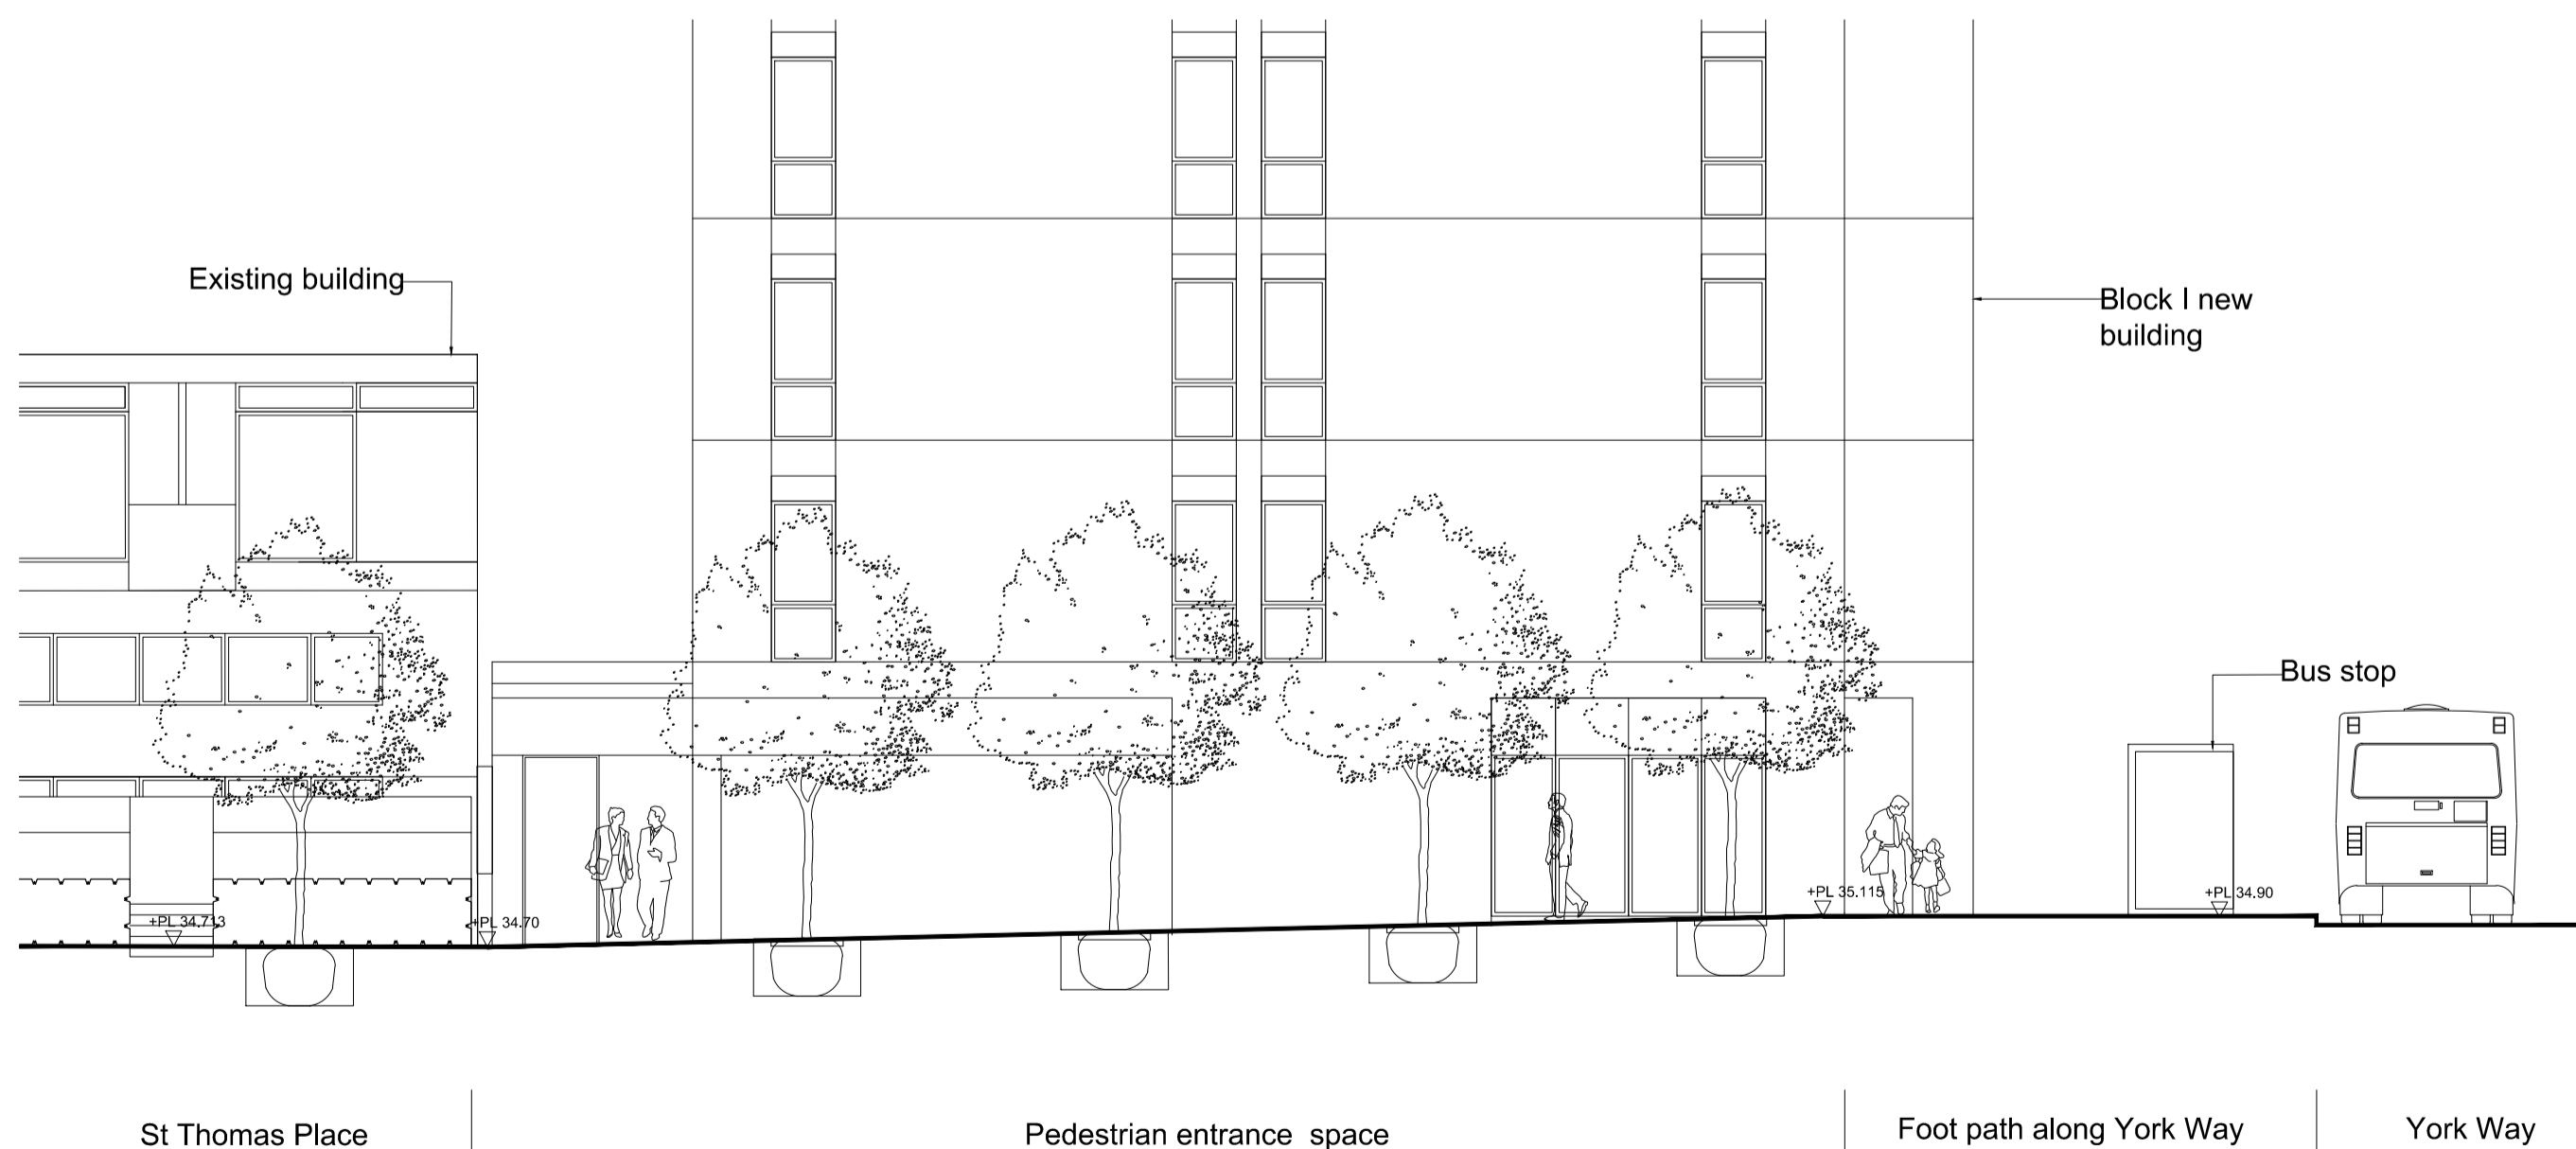 Existing building
Block I new
building
Bus stop
+PL 34.713
+PL 34.70
+PL 35.115
+PL 34.90
St Thomas Place
Pedestrian entrance space
Foot path along York Way
York Way